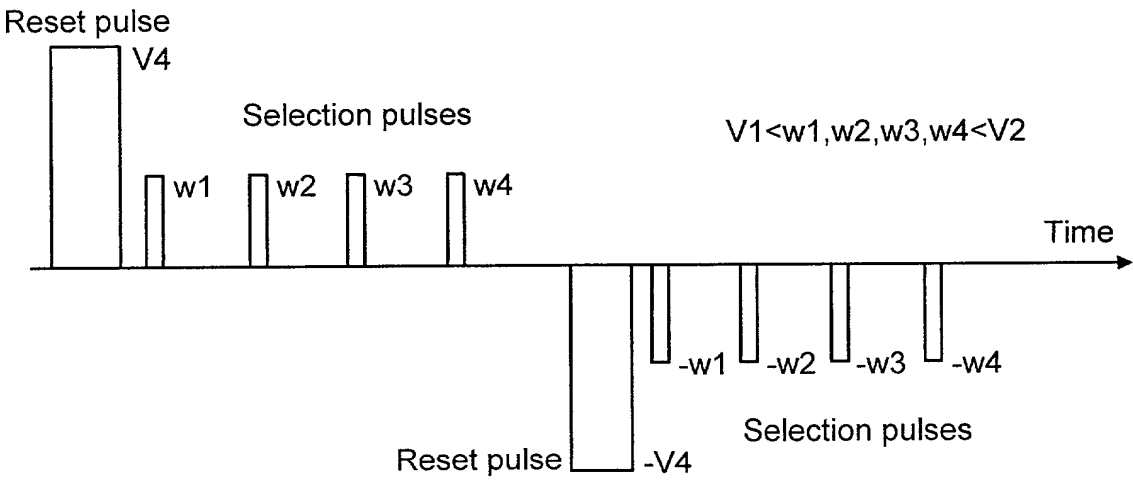 Reset pulse
V4
Selection pulses
V1<w1,w2,w3,w4<V2
w1
w2
w3
w4
Time
-w1
-w2
-w3
-w4
Selection pulses
Reset pulse
-V4